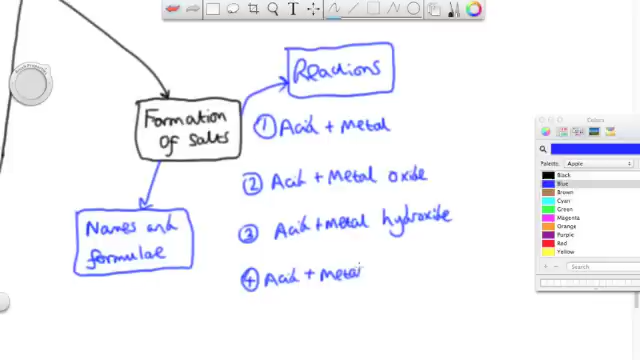 Reactions
Formation
of salts
① Acid + Metal
② Acid + Metal oxide
③ Acid + Metal hydroxide
④ Acid + Metal
Names and
formulae
Colors
Palette: Apple
Black
Blue
Brown
Cyan
Green
Magenta
Orange
Purple
Red
Yellow
Search